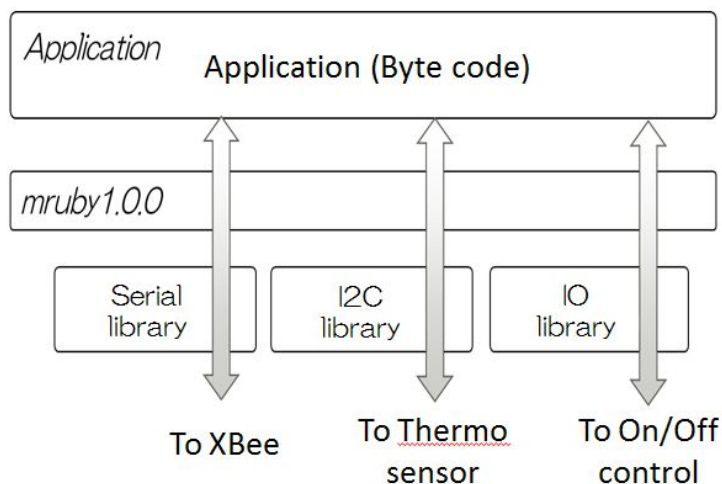 Application
Application (Byte code)
mruby1.0.0
Serial
library
I2C
library
IO
library
To XBee
To Thermo
sensor
To On/Off
control